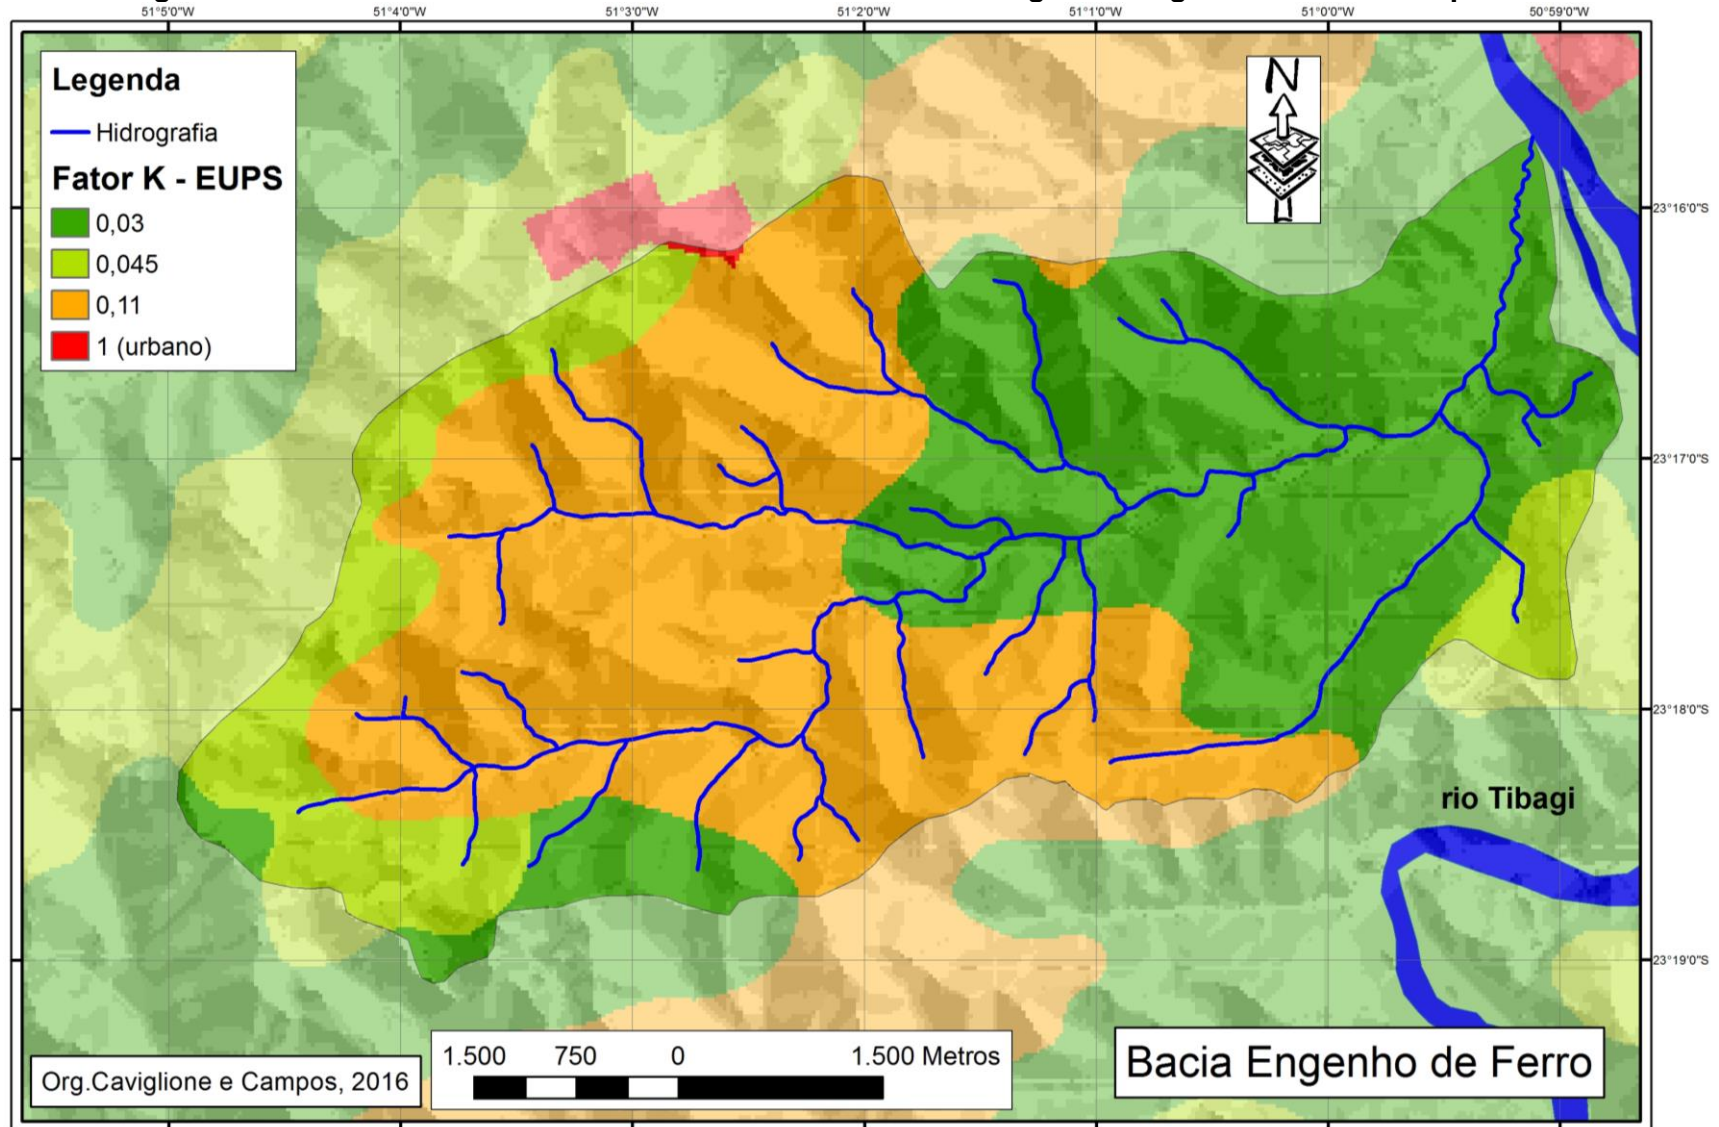 51°5'0"W 51°4'0"W 51°3'0"W 51°2'0"W 51°1'0"W 51°0'0"W 50°59'0"W
Legenda
Hidrografia
Fator K - EUPS
0,03
0,045
0,11
1 (urbano)
N
23°16'0"S
23°17'0"S
23°18'0"S
rio Tibagi
23°19'0"S
1.500 750 0 1.500 Metros
Bacia Engenho de Ferro
Org.Caviglione e Campos, 2016